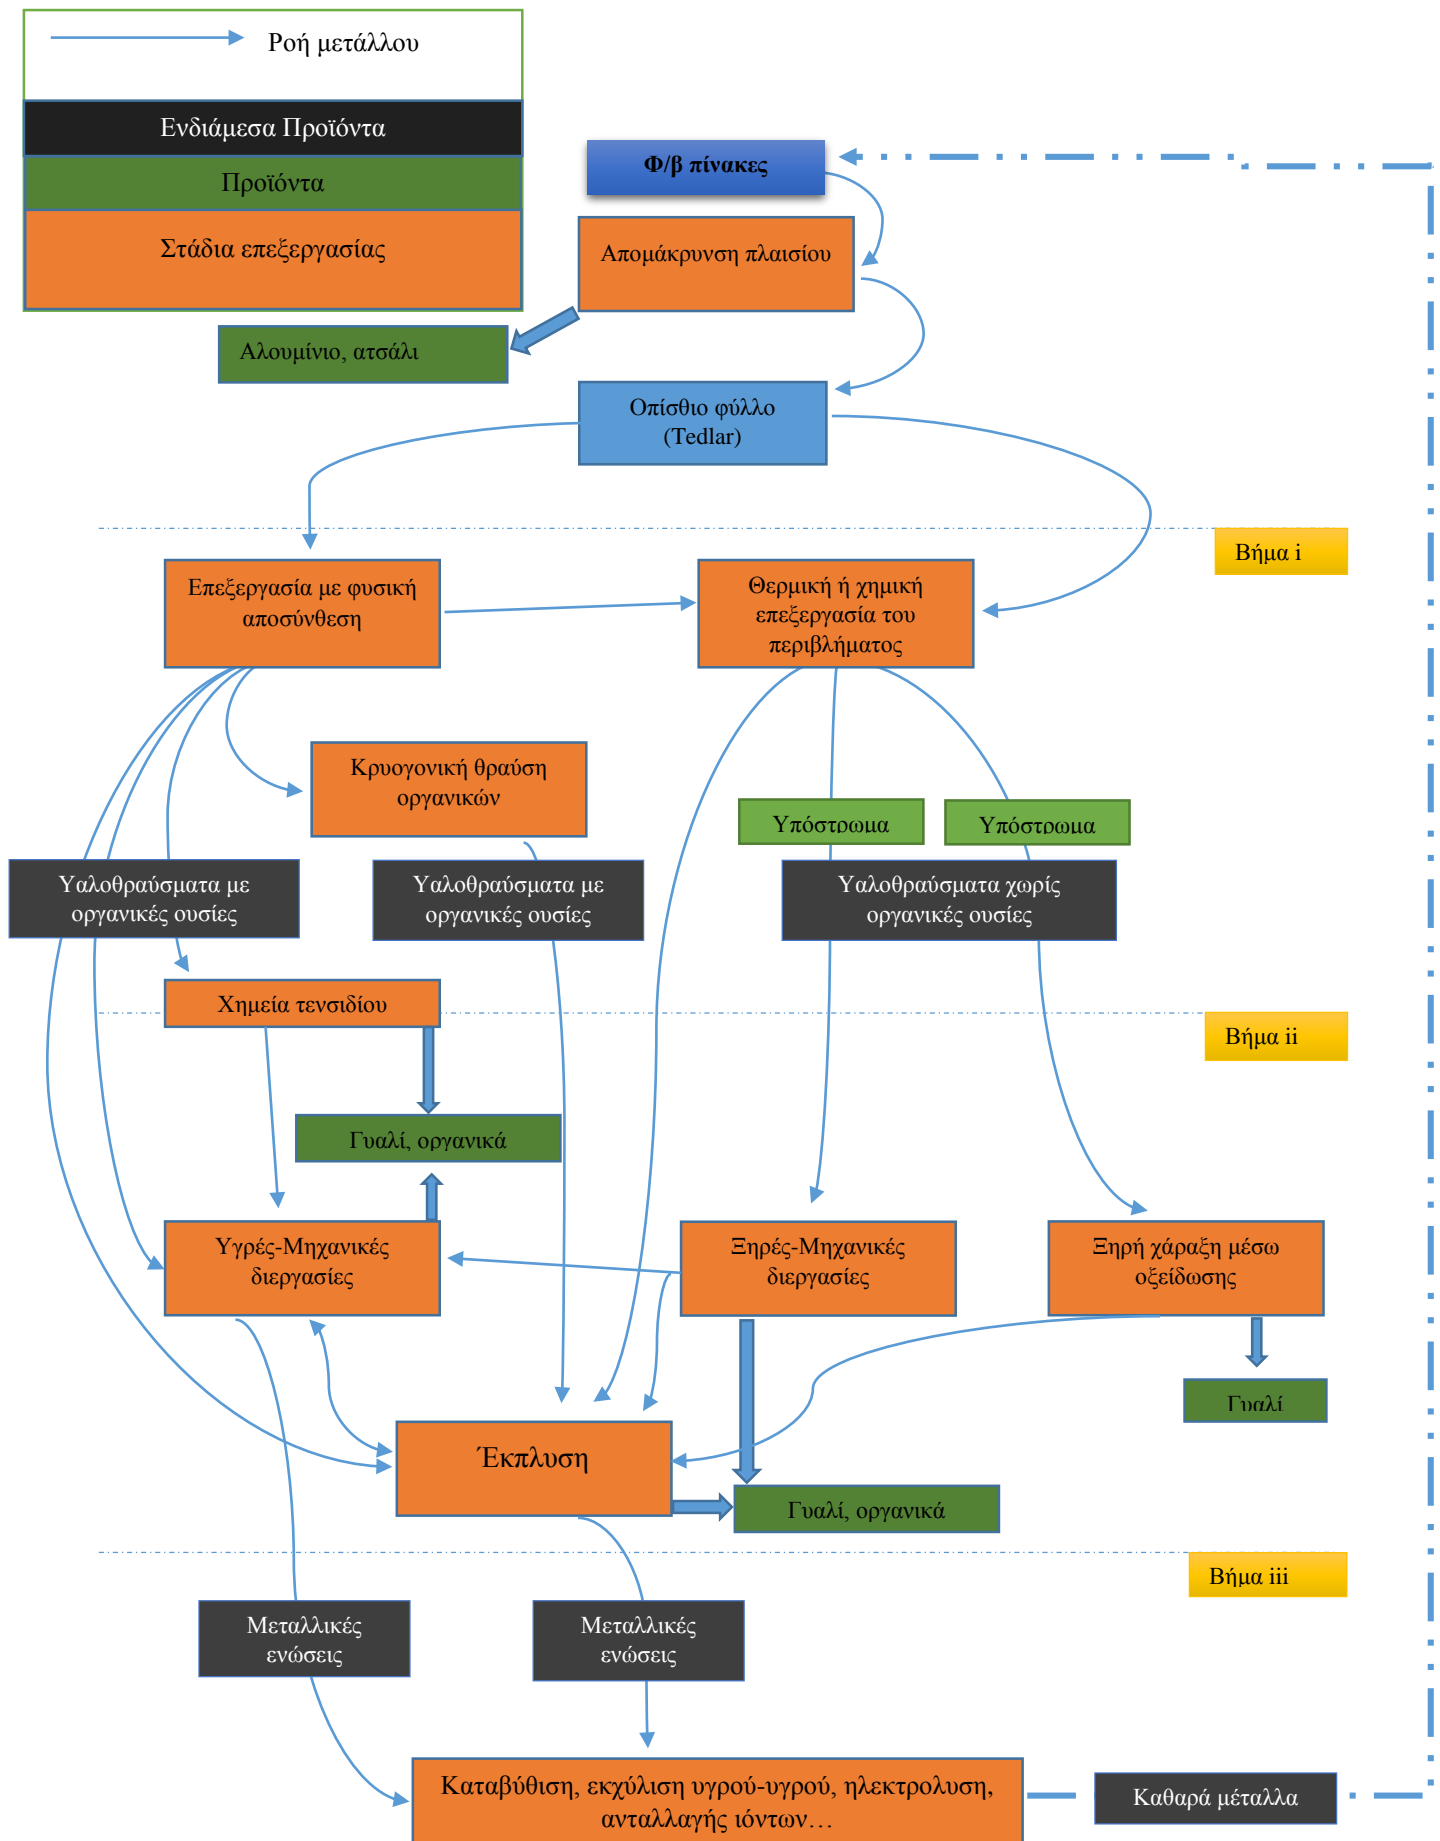 Ροή μετάλλου
Ενδιάμεσα Προϊόντα
Προϊόντα
Στάδια επεξεργασίας
Φ/β πίνακες
Απομάκρυνση πλαισίου
Αλουμίνιο, ατσάλι
Οπίσθιο φύλλο
(Tedlar)
Βήμα i
Επεξεργασία με φυσική
αποσύνθεση
Θερμική ή χημική
επεξεργασία του
περιβλήματος
Κρυογονική θραύση
οργανικών
Υπόστρωμα
Υπόστρωμα
Υαλοθραύσματα με
οργανικές ουσίες
Υαλοθραύσματα με
οργανικές ουσίες
Υαλοθραύσματα χωρίς
οργανικές ουσίες
Χημεία τενσιδίου
Βήμα ii
Γυαλί, οργανικά
Υγρές-Μηχανικές
διεργασίες
Ξηρές-Μηχανικές
διεργασίες
Ξηρή χάραξη μέσω
οξείδωσης
Γυαλί
Έκπλυση
Γυαλί, οργανικά
Βήμα iii
Μεταλλικές
ενώσεις
Μεταλλικές
ενώσεις
Καταβύθιση, εκχύλιση υγρού-υγρού, ηλεκτρολυση,
ανταλλαγής ιόντων…
Καθαρά μέταλλα